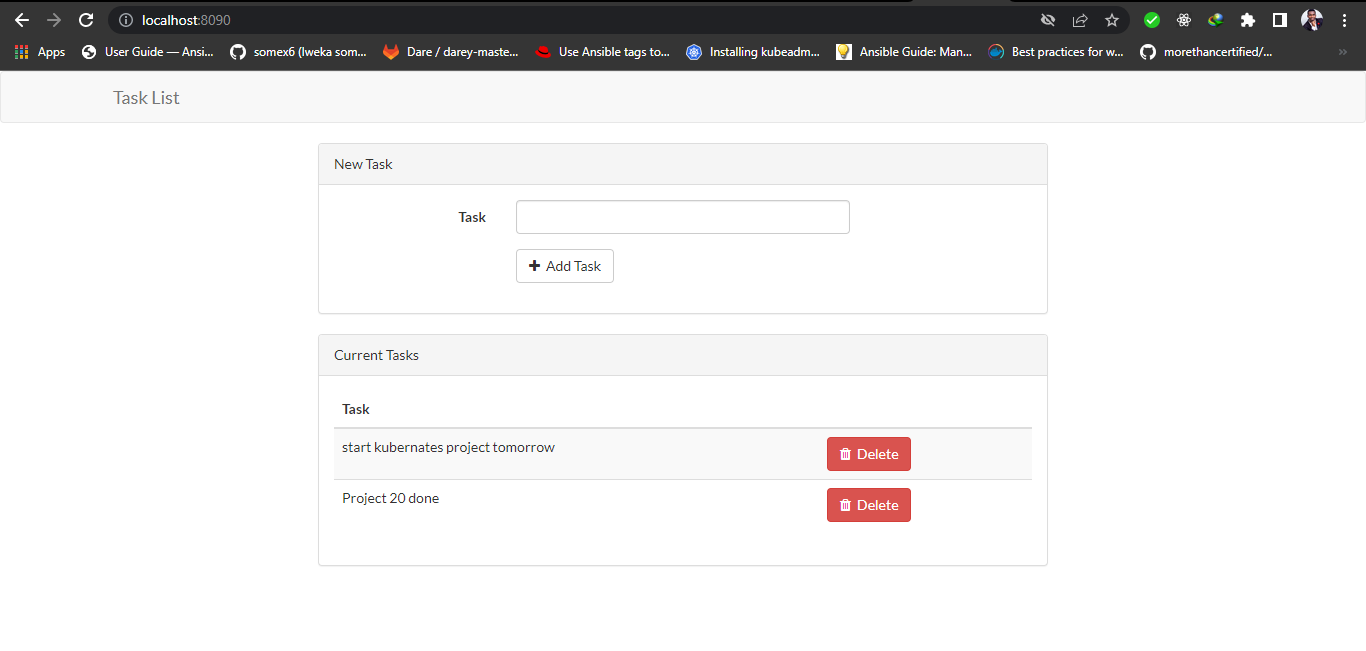 localhost:8090
Apps User Guide — Ansi... somex6 (Iweka som... Dare / darey-maste... Use Ansible tags to... Installing kubeadm... Ansible Guide: Man... Best practices for w... morethancertified/... »
Task List
New Task
Task
Add Task
Current Tasks
Task
start kubernates project tomorrow Delete
Project 20 done Delete